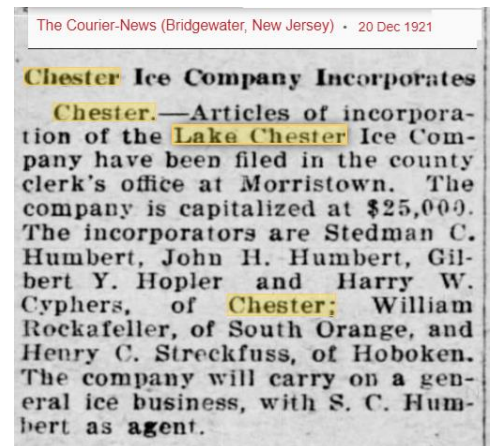 The Courier-News (Bridgewater, New Jersey) · 20 Dec 1921
Chester Ice Company Incorporates
Chester.—Articles of incorpora-
tion of the Lake Chester Ice Com-
pany have been filed in the county
clerk's office at Morristown. The
company is capitalized at $25,000.
The incorporators are Stedman C.
Humbert, John H. Humbert, Gil-
bert Y. Hopler and Harry W.
Cyphers, of Chester; William
Rockafeller, of South Orange, and
Henry C. Streckfuss, of Hoboken.
The company will carry on a gen-
eral ice business, with S. C. Hum-
bert as agent.